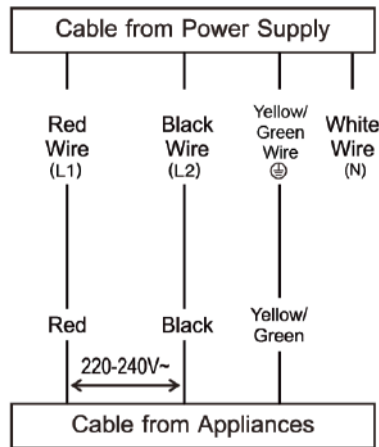 Cable from Power Supply
Red
Wire
(L1)
Black
Wire
(L2)
Yellow/
Green
Wire
⏚
White
Wire
(N)
Red
Black
Yellow/
Green
220-240V~
Cable from Appliances